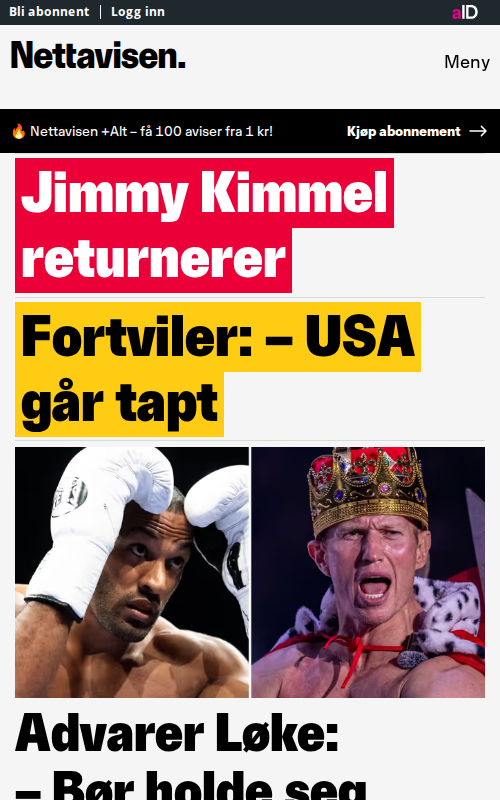 Bli abonnent | Logg inn
aID
Nettavisen.
Meny
🔥 Nettavisen +Alt – få 100 aviser fra 1 kr!
Kjøp abonnement →
Jimmy Kimmel
returnerer
Fortviler: – USA
går tapt
Advarer Løke:
– Bør holde seg